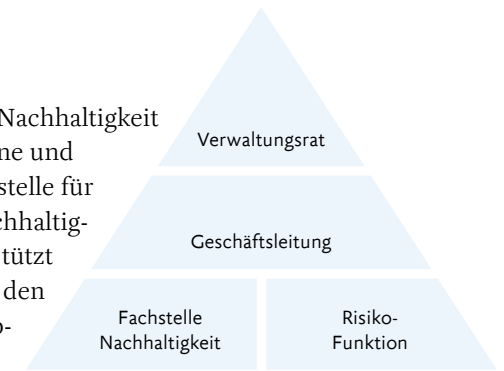 Nachhaltigkeit
ne und
stelle für
chhaltig-
tützt
den
o-
Verwaltungsrat
Geschäftsleitung
Fachstelle
Nachhaltigkeit
Risiko-
Funktion